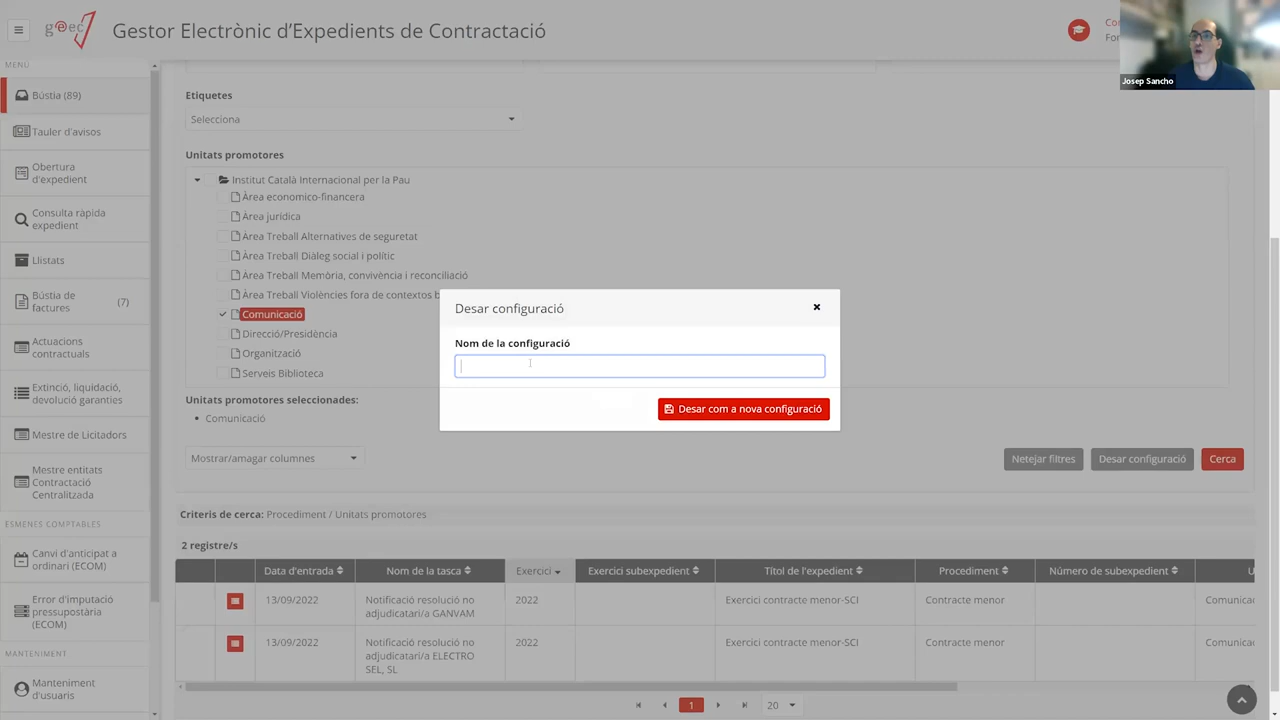 geec
Gestor Electrònic d'Expedients de Contractació
Josep Sancho
MENÚ
Bústia (89)
Tauler d'avisos
Obertura
d'expedient
Consulta ràpida
expedient
Llistats
Bústia de
factures
(7)
Actuacions
contractuals
Extinció, liquidació,
devolució garanties
Mestre de Licitadors
Mestre entitats
Contractació
Centralitzada
ESMENES COMPTABLES
Canvi d'anticipat a
ordinari (ECOM)
Error d'imputació
pressupostària
(ECOM)
MANTENIMENT
Manteniment
d'usuaris
Etiquetes
Selecciona
Unitats promotores
Institut Català Internacional per la Pau
Àrea economico-financera
Àrea jurídica
Àrea Treball Alternatives de seguretat
Àrea Treball Diàleg social i polític
Àrea Treball Memòria, convivència i reconciliació
Àrea Treball Violències fora de contextos
Comunicació
Direcció/Presidència
Organització
Serveis Biblioteca
Unitats promotores seleccionades:
• Comunicació
Desar configuració
Nom de la configuració
Desar com a nova configuració
Mostrar/amagar columnes
Netejar filtres
Desar configuració
Cerca
Criteris de cerca: Procediment / Unitats promotores
2 registre/s
Data d'entrada Nom de la tasca Exercici Exercici subexpedient Títol de l'expedient Procediment Número de subexpedient
13/09/2022 Notificació resolució no adjudicatari/a GANVAM 2022 Exercici contracte menor-SCI Contracte menor Comunicac
13/09/2022 Notificació resolució no adjudicatari/a ELECTRO SEL, SL 2022 Exercici contracte menor-SCI Contracte menor Comunicac
1
20